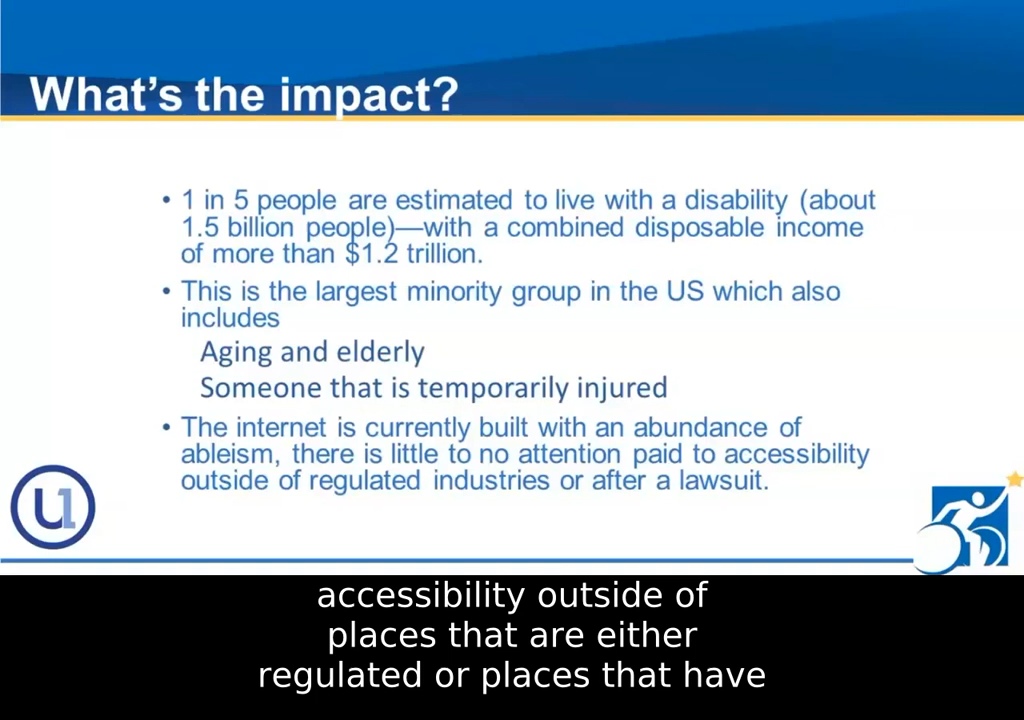 What's the impact?
• 1 in 5 people are estimated to live with a disability (about
1.5 billion people)—with a combined disposable income
of more than $1.2 trillion.
• This is the largest minority group in the US which also
includes
Aging and elderly
Someone that is temporarily injured
• The internet is currently built with an abundance of
ableism, there is little to no attention paid to accessibility
outside of regulated industries or after a lawsuit.
U1
accessibility outside of
places that are either
regulated or places that have